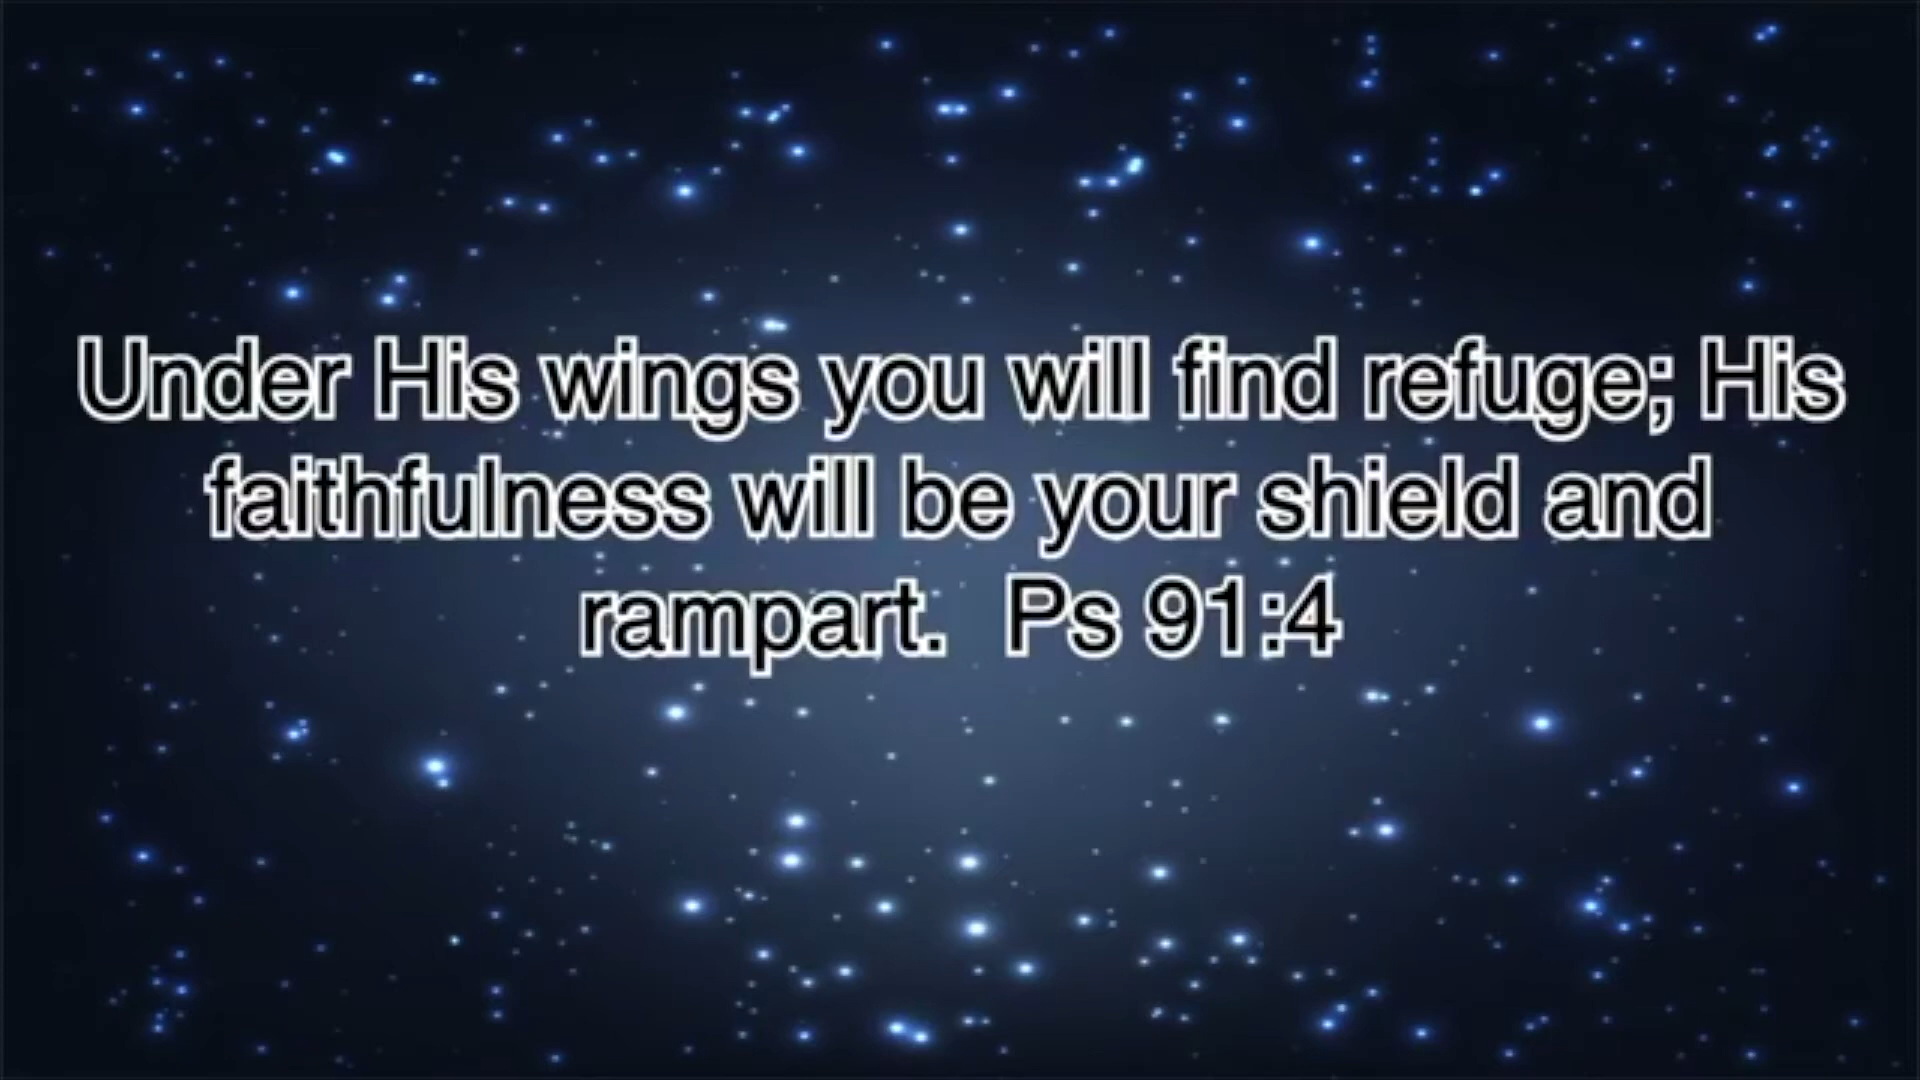 Under His wings you will find refuge; His
faithfulness will be your shield and
rampart.  Ps 91:4